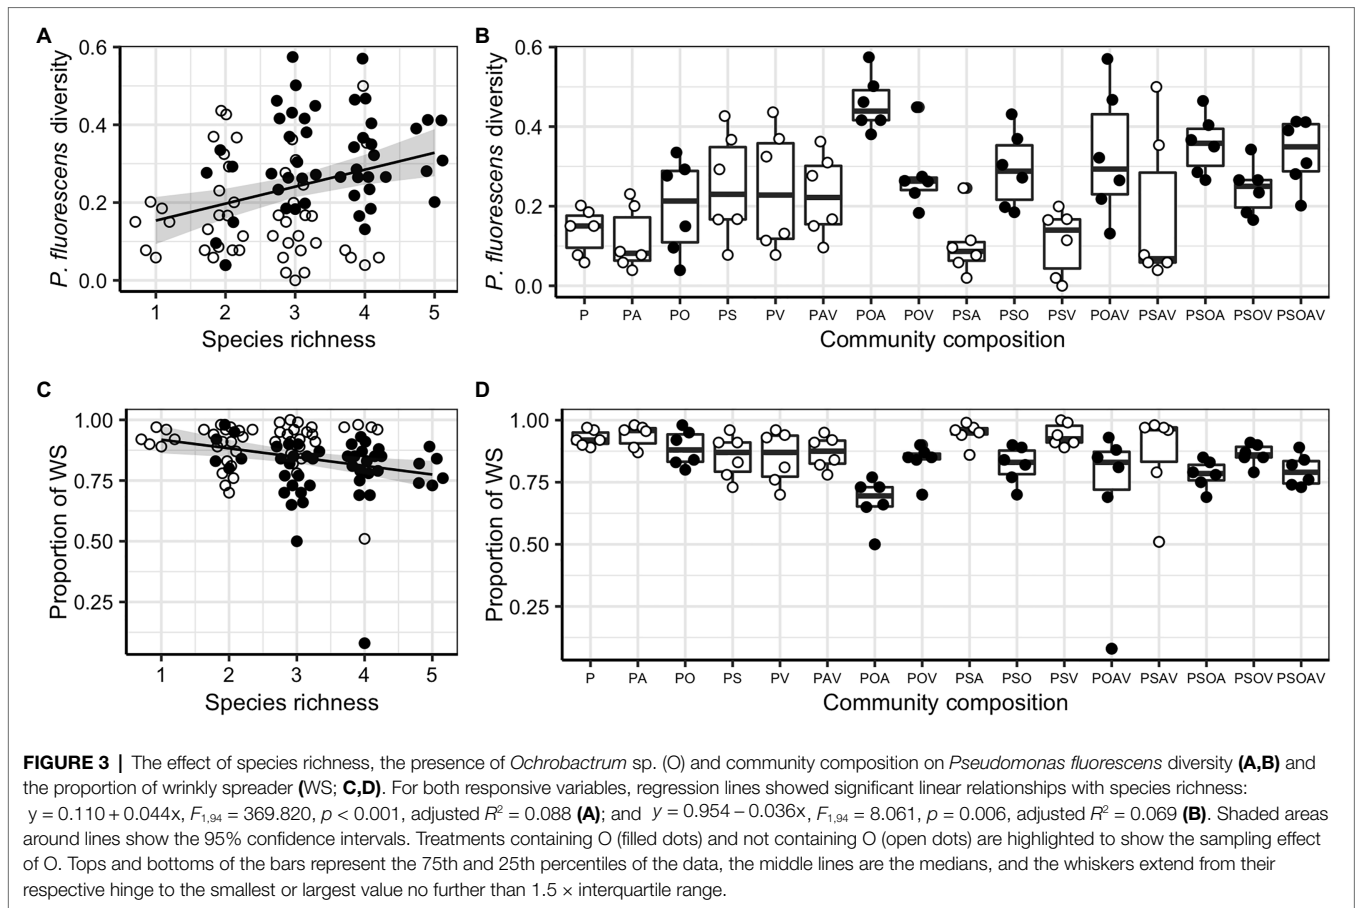 A
P. fluorescens diversity
0.6
0.4
0.2
0.0
1 2 3 4 5
Species richness
B
P. fluorescens diversity
0.6
0.4
0.2
0.0
P PA PO PS PV PAV POA POV PSA PSO PSV POAV PSAV PSOA PSOV PSOAV
Community composition
C
Proportion of WS
1.00
0.75
0.50
0.25
1 2 3 4 5
Species richness
D
Proportion of WS
1.00
0.75
0.50
0.25
P PA PO PS PV PAV POA POV PSA PSO PSV POAV PSAV PSOA PSOV PSOAV
Community composition
FIGURE 3 | The effect of species richness, the presence of Ochrobactrum sp. (O) and community composition on Pseudomonas fluorescens diversity (A,B) and
the proportion of wrinkly spreader (WS; C,D). For both responsive variables, regression lines showed significant linear relationships with species richness:
y = 0.110 + 0.044x, F1,94 = 369.820, p < 0.001, adjusted R² = 0.088 (A); and y = 0.954 – 0.036x, F1,94 = 8.061, p = 0.006, adjusted R² = 0.069 (B). Shaded areas
around lines show the 95% confidence intervals. Treatments containing O (filled dots) and not containing O (open dots) are highlighted to show the sampling effect
of O. Tops and bottoms of the bars represent the 75th and 25th percentiles of the data, the middle lines are the medians, and the whiskers extend from their
respective hinge to the smallest or largest value no further than 1.5 × interquartile range.